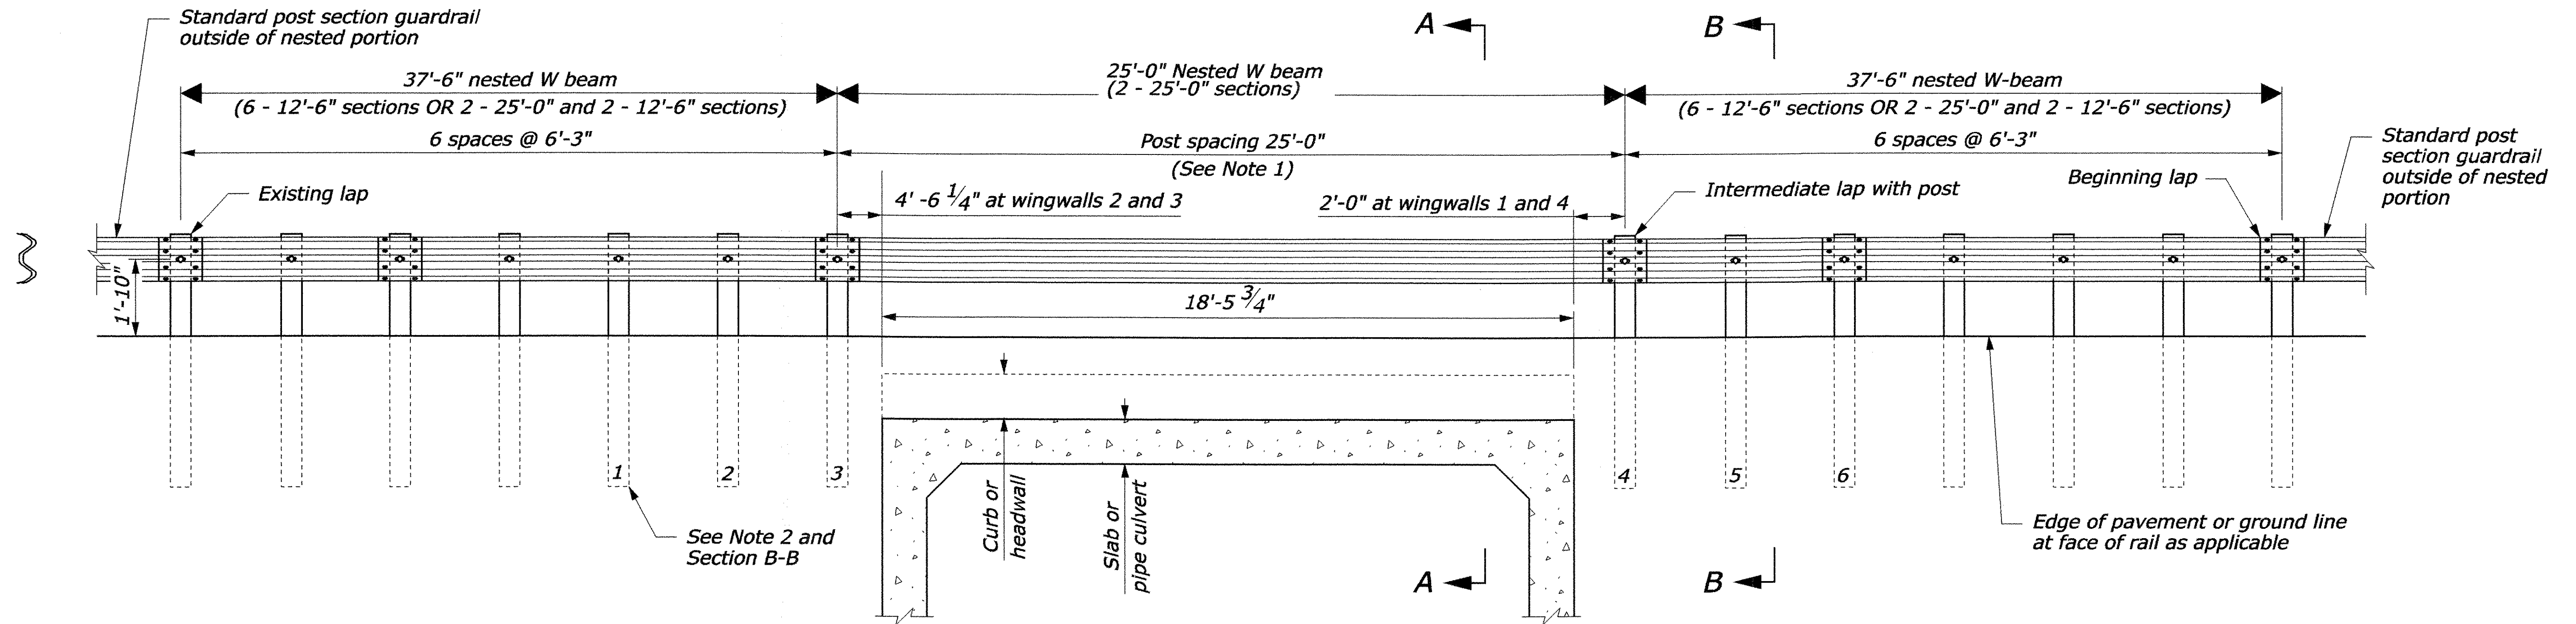 Standard post section guardrail
outside of nested portion
A
B
37'-6" nested W beam
(6 - 12'-6" sections OR 2 - 25'-0" and 2 - 12'-6" sections)
6 spaces @ 6'-3"
25'-0" Nested W beam
(2 - 25'-0" sections)
Post spacing 25'-0"
(See Note 1)
37'-6" nested W-beam
(6 - 12'-6" sections OR 2 - 25'-0" and 2 - 12'-6" sections)
6 spaces @ 6'-3"
Standard post
section guardrail
outside of nested
portion
Existing lap
4' -6 1/4" at wingwalls 2 and 3
2'-0" at wingwalls 1 and 4
Intermediate lap with post
Beginning lap
1'-10"
18'-5 3/4"
1
2
3
4
5
6
See Note 2 and
Section B-B
Curb or
headwall
Slab or
pipe culvert
Edge of pavement or ground line
at face of rail as applicable
A
B